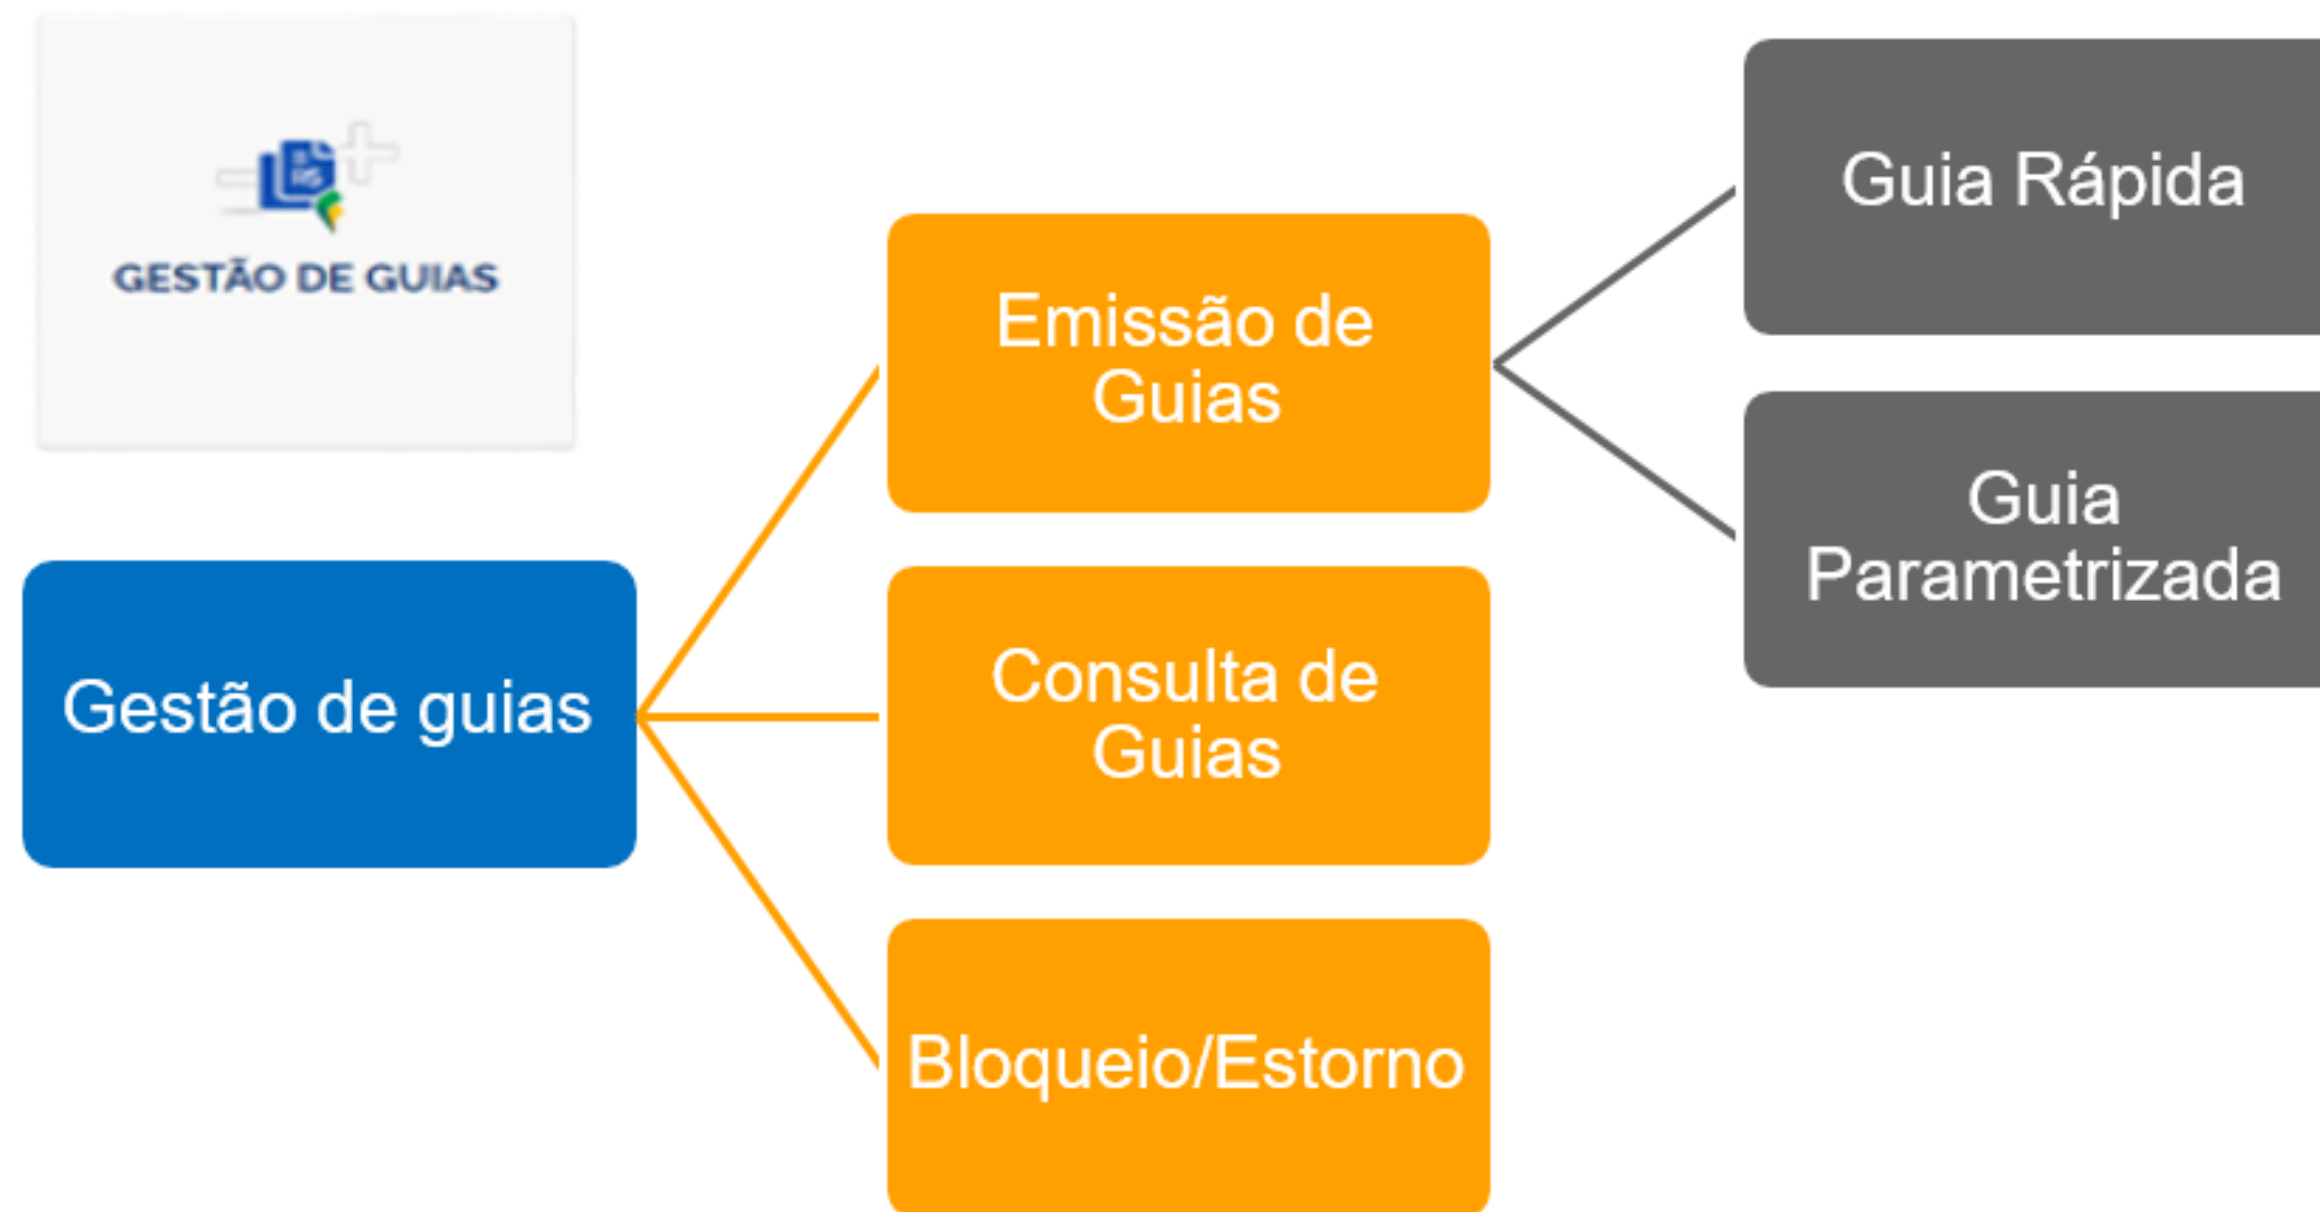 GESTÃO DE GUIAS
Gestão de guias
Emissão de
Guias
Consulta de
Guias
Bloqueio/Estorno
Guia Rápida
Guia
Parametrizada